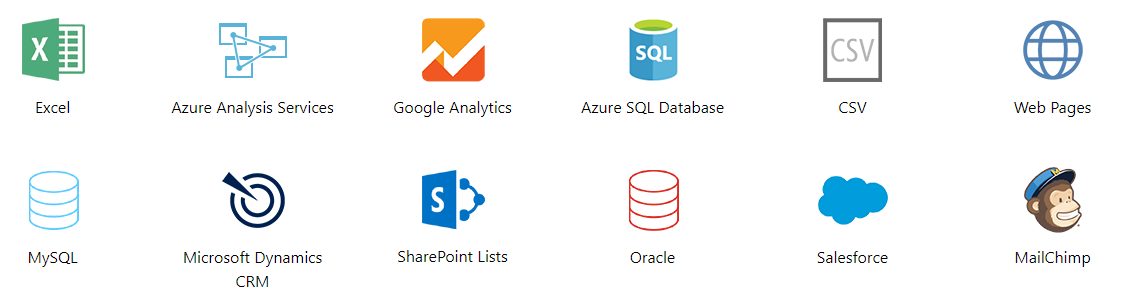 X
SQL
CSV
Excel
Azure Analysis Services
Google Analytics
Azure SQL Database
CSV
Web Pages
S
MySQL
Microsoft Dynamics
CRM
SharePoint Lists
Oracle
Salesforce
MailChimp